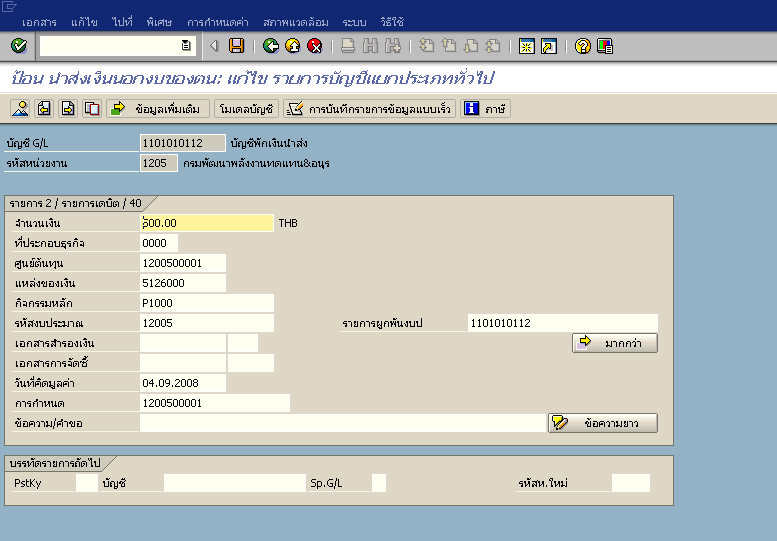 เอกสาร แก้ไข ไปที่ พิเศษ การกำหนดค่า สภาพแวดล้อม ระบบ วิธีใช้
ป้อน นำส่งเงินนอกงบของตน: แก้ไข รายการบัญชีแยกประเภททั่วไป
ข้อมูลเพิ่มเติม โมเดลบัญชี การบันทึกรายการข้อมูลแบบเร็ว ภาษี
บัญชี G/L 1101010112 บัญชีพักเงินนำส่ง
รหัสหน่วยงาน 1205 กรมพัฒนาพลังงานทดแทน&อนุร
รายการ 2 / รายการเดบิต / 40
จำนวนเงิน 500.00 THB
ที่ประกอบธุรกิจ 0000
ศูนย์ต้นทุน 1200500001
แหล่งของเงิน 5126000
กิจกรรมหลัก P1000
รหัสงบประมาณ 12005 รายการผูกพันงบป 1101010112
เอกสารสำรองเงิน มากกว่า
เอกสารการจัดซื้
วันที่คิดมูลค่า 04.09.2008
การกำหนด 1200500001
ข้อความ/คำขอ ข้อความยาว
บรรทัดรายการถัดไป
PstKy บัญชี Sp.G/L รหัสห.ใหม่